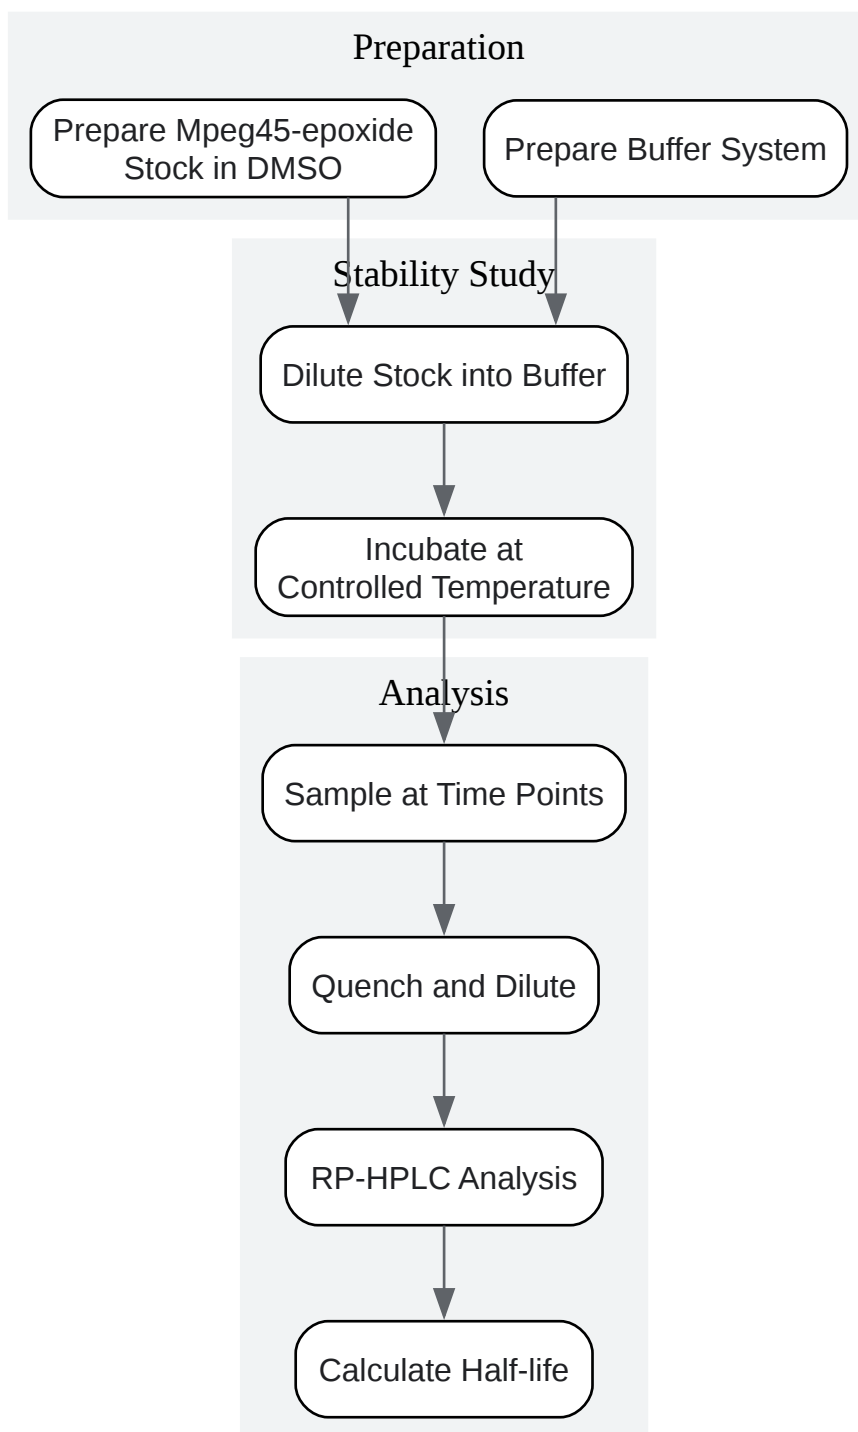 Preparation
Prepare Mpeg45-epoxide
Stock in DMSO
Prepare Buffer System
Stability Study
Dilute Stock into Buffer
Incubate at
Controlled Temperature
Analysis
Sample at Time Points
Quench and Dilute
RP-HPLC Analysis
Calculate Half-life